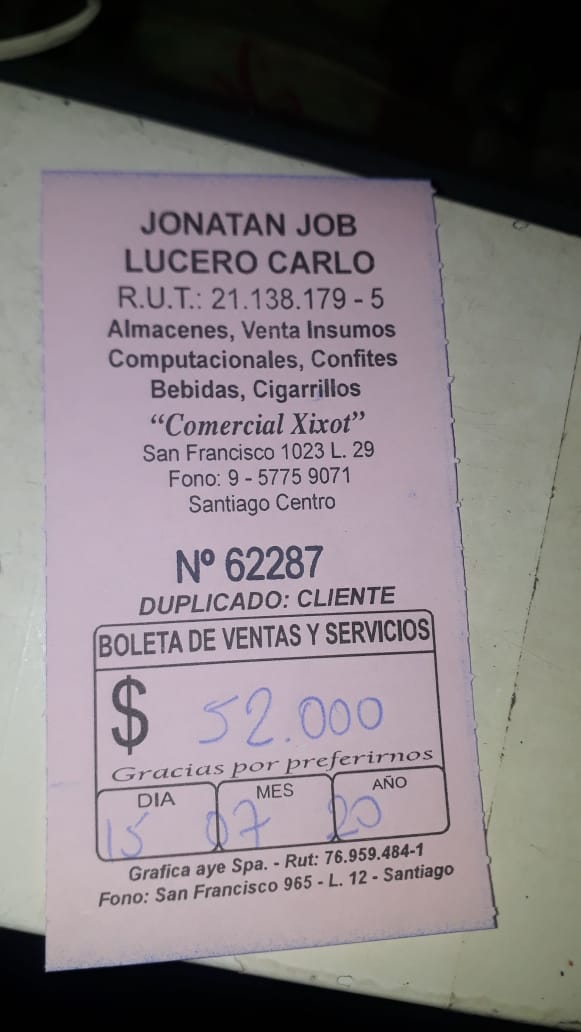 JONATAN JOB
LUCERO CARLO
R.U.T.: 21.138.179 - 5
Almacenes, Venta Insumos
Computacionales, Confites
Bebidas, Cigarrillos
“Comercial Xixot”
San Francisco 1023 L. 29
Fono: 9 - 5775 9071
Santiago Centro
Nº 62287
DUPLICADO: CLIENTE
BOLETA DE VENTAS Y SERVICIOS
$ 52.000
Gracias por preferirnos
DIA MES AÑO
15 07 20
Grafica aye Spa. - Rut: 76.959.484-1
Fono: San Francisco 965 - L. 12 - Santiago